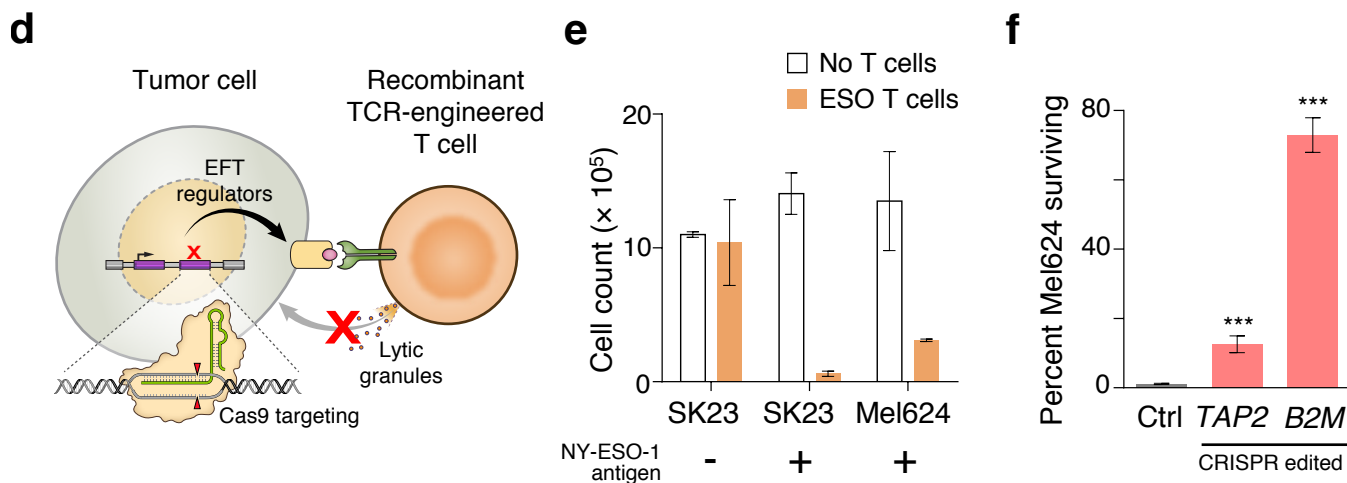 d
Tumor cell
Recombinant
TCR-engineered
T cell
EFT
regulators
X
X
Lytic
granules
Cas9 targeting
e
No T cells
ESO T cells
Cell count (× 10⁵)
20
10
0
SK23 SK23 Mel624
NY-ESO-1
antigen
- + +
f
Percent Mel624 surviving
80
40
0
***
***
Ctrl TAP2 B2M
CRISPR edited